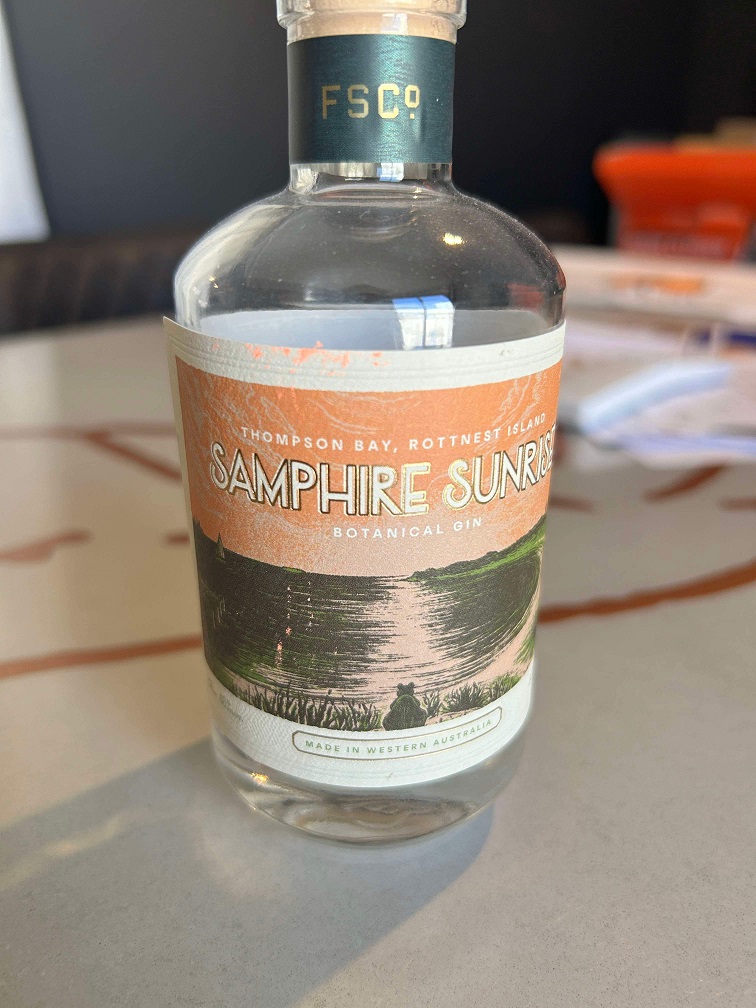 FSCº
THOMPSON BAY, ROTTNEST ISLAND
SAMPHIRE SUNRISE
BOTANICAL GIN
MADE IN WESTERN AUSTRALIA